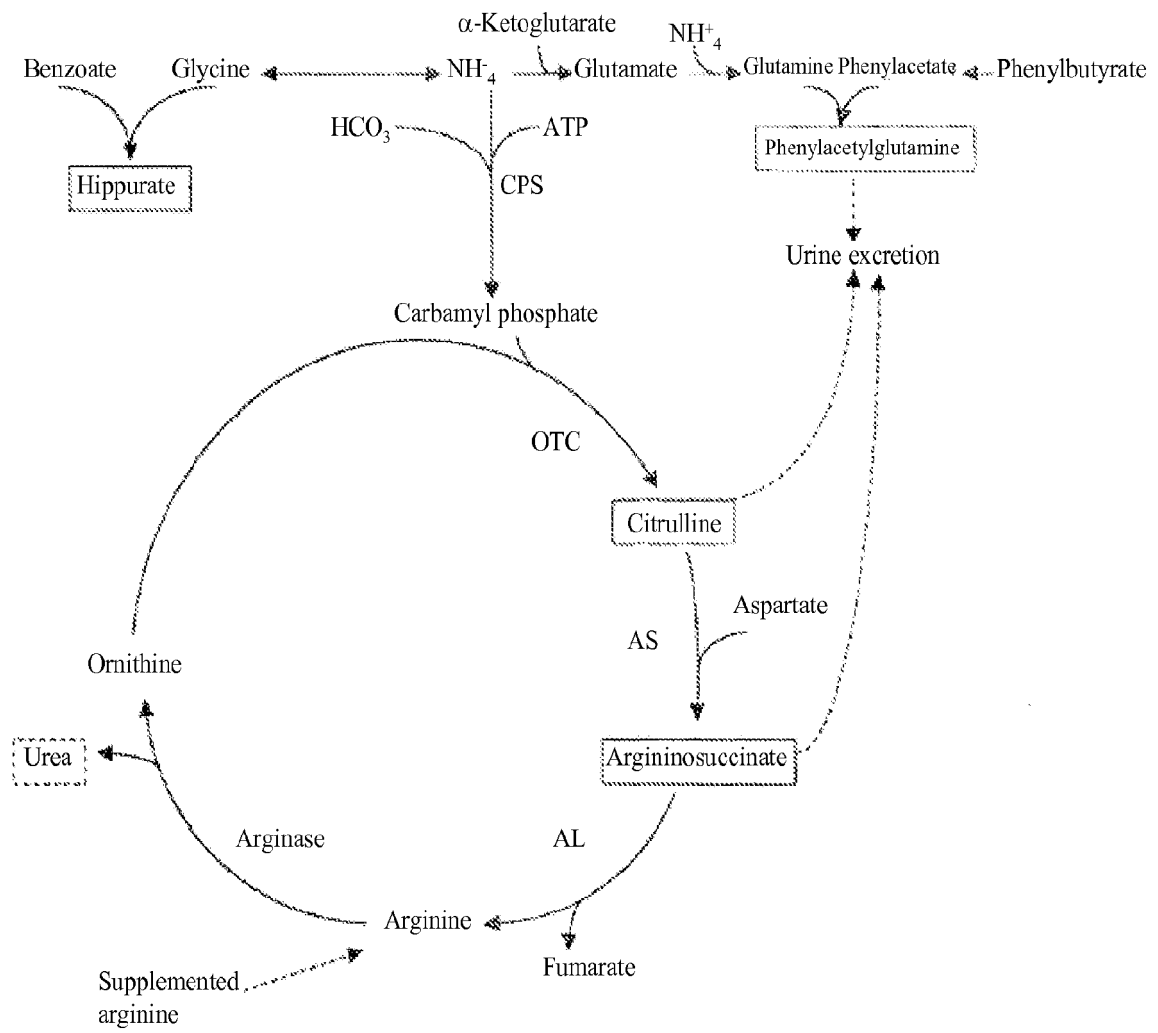 α-Ketoglutarate
NH⁺₄
Benzoate Glycine NH⁻₄ Glutamate Glutamine Phenylacetate Phenylbutyrate
HCO₃ ATP
Phenylacetylglutamine
Hippurate CPS
Urine excretion
Carbamyl phosphate
OTC
Citrulline
Aspartate
AS
Ornithine
Urea Argininosuccinate
Arginase AL
Arginine
Fumarate
Supplemented
arginine